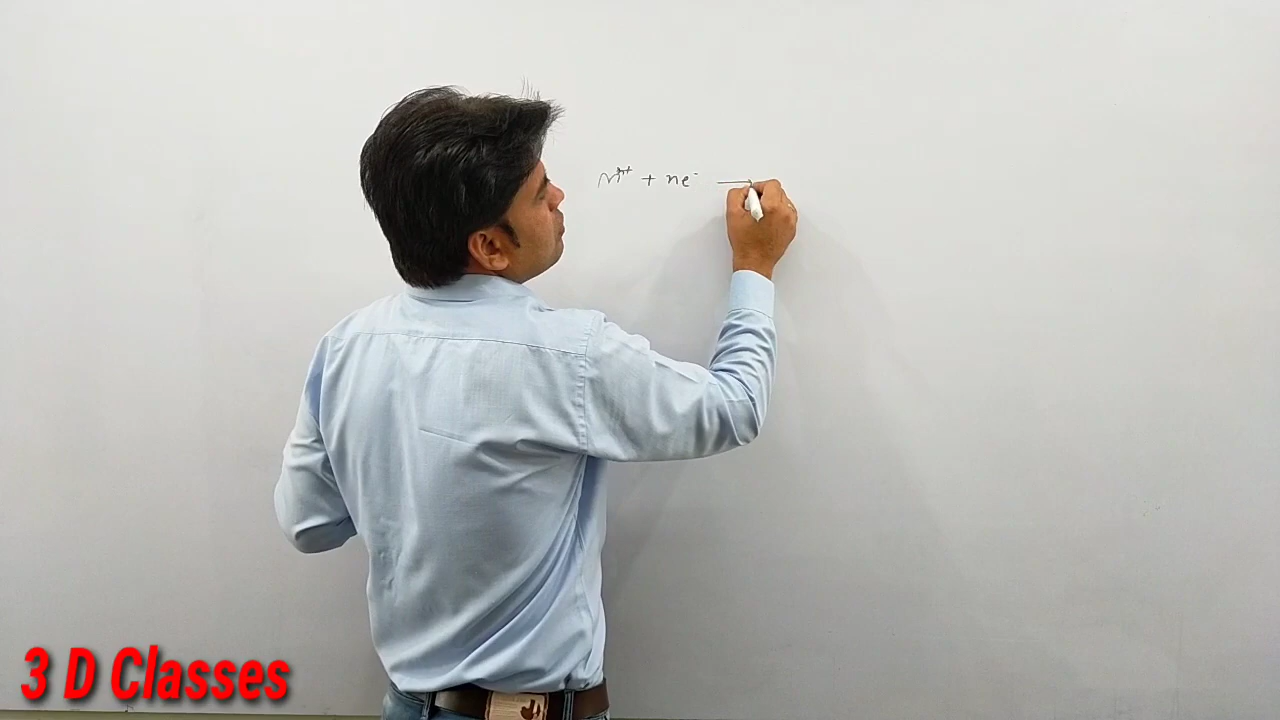 Mⁿ⁺ + ne⁻ —
3 D Classes